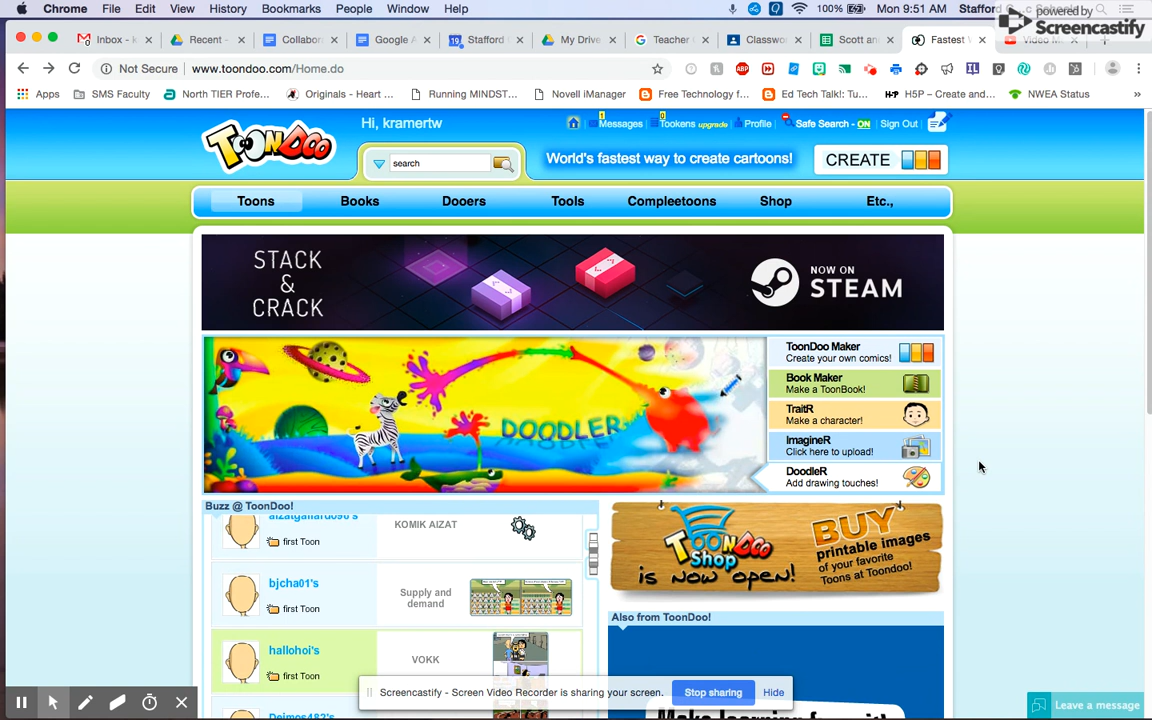 Chrome File Edit View History Bookmarks People Window Help 100% Mon 9:51 AM Stafford
powered by
Screencastify
Inbox - k Recent - Collabor Google A Stafford My Drive Teacher Classwo Scott an Fastest Video M
Not Secure www.toondoo.com/Home.do
Apps SMS Faculty North TIER Profe... Originals - Heart ... Running MINDST... Novell iManager Free Technology f... Ed Tech Talk!: Tu... H5P – Create and... NWEA Status »
TOONDOO
Hi, kramertw
1 Messages 0 Tookens upgrade Profile Safe Search - ON Sign Out
search
World's fastest way to create cartoons!
CREATE
Toons Books Dooers Tools Compleetoons Shop Etc.,
STACK
&
CRACK
NOW ON
STEAM
DOODLER
ToonDoo Maker
Create your own comics!
Book Maker
Make a ToonBook!
TraitR
Make a character!
ImagineR
Click here to upload!
DoodleR
Add drawing touches!
Buzz @ ToonDoo!
first Toon
KOMIK AIZAT
bjcha01's
first Toon
Supply and
demand
hallohoi's
first Toon
VOKK
Deimos482's
TOONDOO
Shop
is now open!
BUY
printable images
of your favorite
Toons at Toondoo!
Also from ToonDoo!
Screencastify - Screen Video Recorder is sharing your screen. Stop sharing Hide
Leave a message